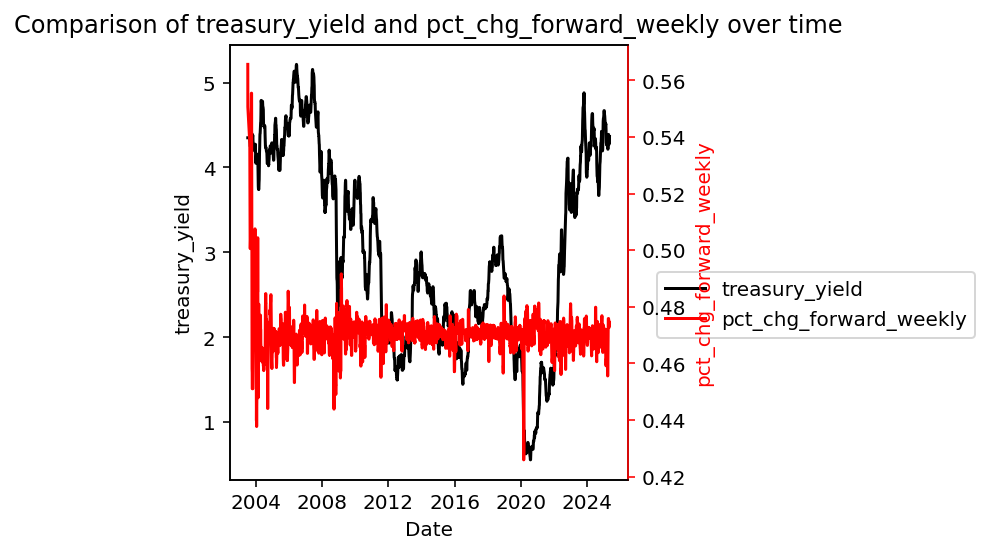 Comparison of treasury_yield and pct_chg_forward_weekly over time
treasury_yield
5
4
3
2
1
0.56
0.54
0.52
0.50
0.48
0.46
0.44
0.42
pct_chg_forward_weekly
treasury_yield
pct_chg_forward_weekly
2004 2008 2012 2016 2020 2024
Date